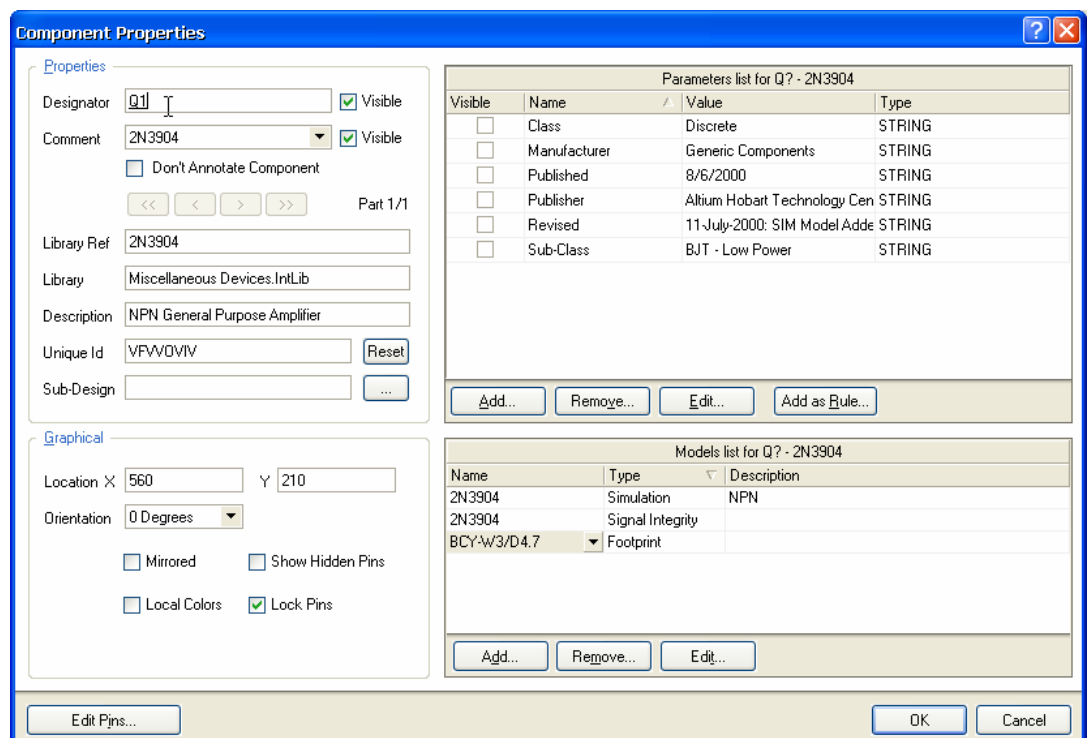 Component Properties
Properties
Designator Q1 Visible
Comment 2N3904 Visible
Don't Annotate Component
<< < > >> Part 1/1
Library Ref 2N3904
Library Miscellaneous Devices.IntLib
Description NPN General Purpose Amplifier
Unique Id VFVVOVIV Reset
Sub-Design ...
Graphical
Location X 560 Y 210
Orientation 0 Degrees
Mirrored Show Hidden Pins
Local Colors Lock Pins
Parameters list for Q? - 2N3904
Visible Name Value Type
Class Discrete STRING
Manufacturer Generic Components STRING
Published 8/6/2000 STRING
Publisher Altium Hobart Technology Cen STRING
Revised 11-July-2000: SIM Model Adde STRING
Sub-Class BJT - Low Power STRING
Add... Remove... Edit... Add as Rule...
Models list for Q? - 2N3904
Name Type Description
2N3904 Simulation NPN
2N3904 Signal Integrity
BCY-W3/D4.7 Footprint
Add... Remove... Edit...
Edit Pins... OK Cancel